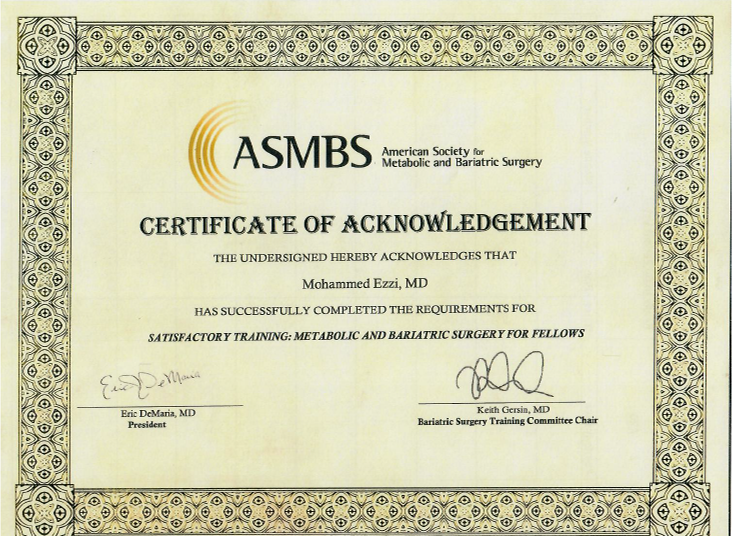 ASMBS
American Society for
Metabolic and Bariatric Surgery
CERTIFICATE OF ACKNOWLEDGEMENT
THE UNDERSIGNED HEREBY ACKNOWLEDGES THAT
Mohammed Ezzi, MD
HAS SUCCESSFULLY COMPLETED THE REQUIREMENTS FOR
SATISFACTORY TRAINING: METABOLIC AND BARIATRIC SURGERY FOR FELLOWS
Eric DeMaria
Eric DeMaria, MD
President
Keith Gersin, MD
Bariatric Surgery Training Committee Chair